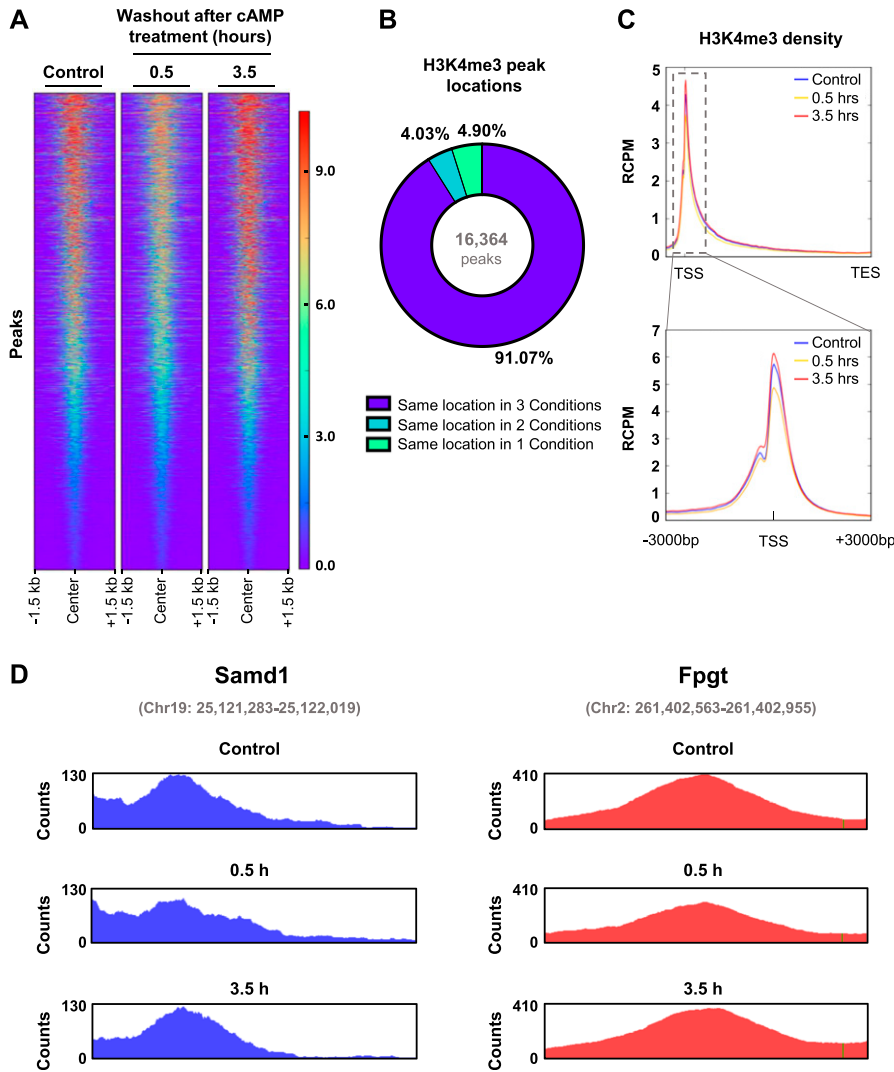 A
Washout after cAMP
treatment (hours)
Control
0.5
3.5
Peaks
9.0
6.0
3.0
0.0
-1.5 kb
Center
+1.5 kb
-1.5 kb
Center
+1.5 kb
-1.5 kb
Center
+1.5 kb
B
H3K4me3 peak
locations
4.03%
4.90%
16,364
peaks
91.07%
Same location in 3 Conditions
Same location in 2 Conditions
Same location in 1 Condition
C
H3K4me3 density
RCPM
5
4
3
2
1
0
Control
0.5 hrs
3.5 hrs
TSS
TES
RCPM
7
6
5
4
3
2
1
0
Control
0.5 hrs
3.5 hrs
-3000bp
TSS
+3000bp
D
Samd1
(Chr19: 25,121,283-25,122,019)
Control
Counts
130
0
0.5 h
Counts
130
0
3.5 h
Counts
130
0
Fpgt
(Chr2: 261,402,563-261,402,955)
Control
Counts
410
0
0.5 h
Counts
410
0
3.5 h
Counts
410
0